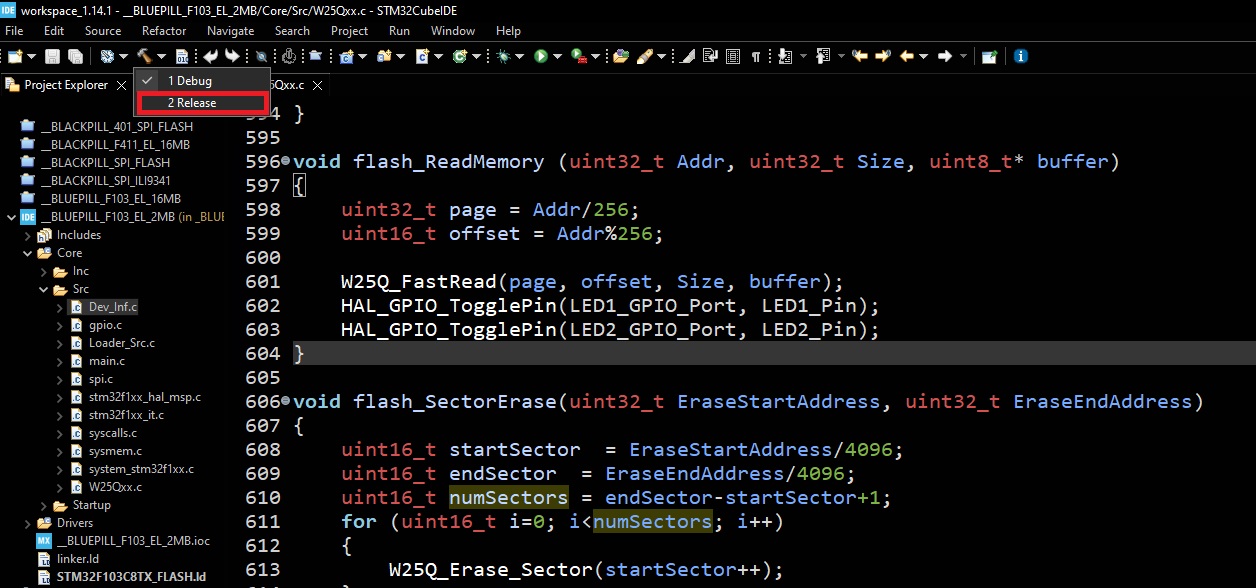 IDE workspace_1.14.1 - __BLUEPILL_F103_EL_2MB/Core/Src/W25Qxx.c - STM32CubeIDE
File Edit Source Refactor Navigate Search Project Run Window Help
Project Explorer
1 Debug
2 Release
Qxx.c
__BLACKPILL_401_SPI_FLASH
__BLACKPILL_F411_EL_16MB
__BLACKPILL_SPI_FLASH
__BLACKPILL_SPI_ILI9341
__BLUEPILL_F103_EL_16MB
IDE __BLUEPILL_F103_EL_2MB (in _BLUE
Includes
Core
Inc
Src
Dev_Inf.c
gpio.c
Loader_Src.c
main.c
spi.c
stm32f1xx_hal_msp.c
stm32f1xx_it.c
syscalls.c
sysmem.c
system_stm32f1xx.c
W25Qxx.c
Startup
Drivers
MX __BLUEPILL_F103_EL_2MB.ioc
linker.ld
STM32F103C8TX_FLASH.ld
594 }
595
596 void flash_ReadMemory (uint32_t Addr, uint32_t Size, uint8_t* buffer)
597 {
598 uint32_t page = Addr/256;
599 uint16_t offset = Addr%256;
600
601 W25Q_FastRead(page, offset, Size, buffer);
602 HAL_GPIO_TogglePin(LED1_GPIO_Port, LED1_Pin);
603 HAL_GPIO_TogglePin(LED2_GPIO_Port, LED2_Pin);
604 }
605
606 void flash_SectorErase(uint32_t EraseStartAddress, uint32_t EraseEndAddress)
607 {
608 uint16_t startSector = EraseStartAddress/4096;
609 uint16_t endSector = EraseEndAddress/4096;
610 uint16_t numSectors = endSector-startSector+1;
611 for (uint16_t i=0; i<numSectors; i++)
612 {
613 W25Q_Erase_Sector(startSector++);